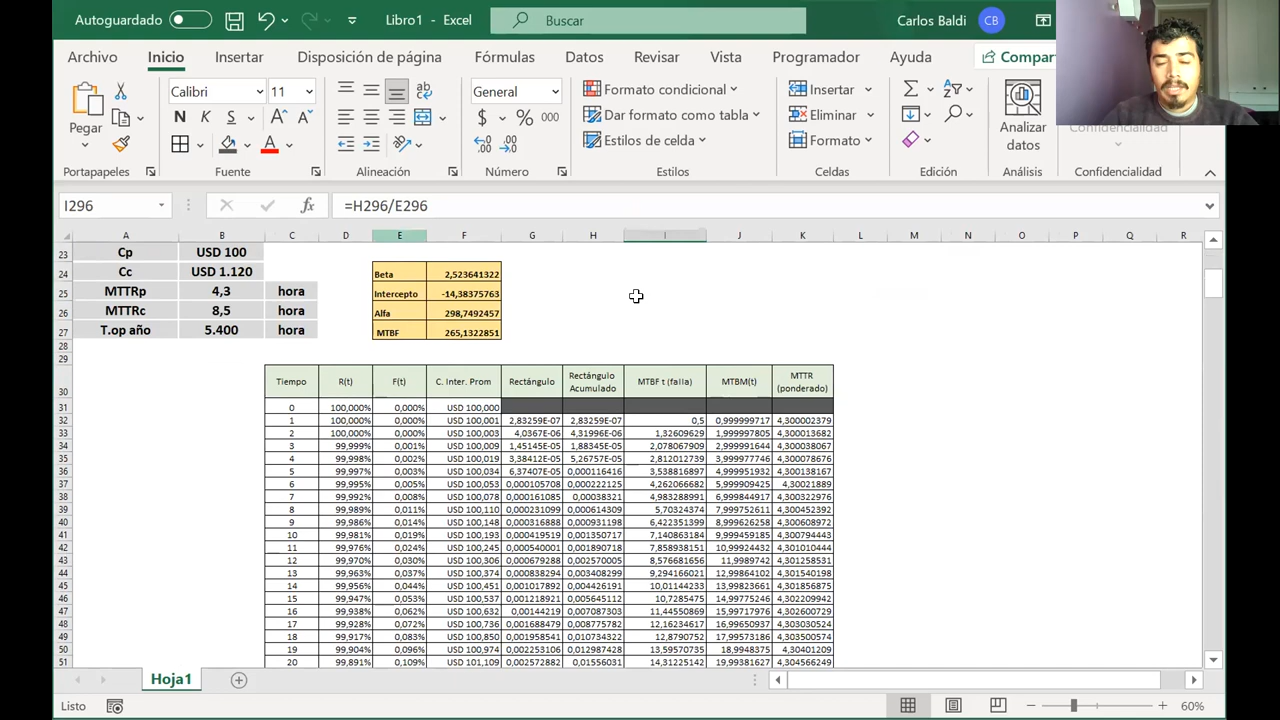 Autoguardado Libro1 - Excel Buscar Carlos Baldi CB
Archivo Inicio Insertar Disposición de página Fórmulas Datos Revisar Vista Programador Ayuda Compar
Pegar Calibri 11 General Formato condicional Insertar
N K S Dar formato como tabla Eliminar Analizar datos
Estilos de celda Formato Confidencialidad
Portapapeles Fuente Alineación Número Estilos Celdas Edición Análisis Confidencialidad
I296 fx =H296/E296
A B C D E F G H I J K L M N O P Q R
23 Cp USD 100
24 Cc USD 1.120 Beta 2,523641322
25 MTTRp 4,3 hora Intercepto -14,38375763
26 MTTRc 8,5 hora Alfa 298,7492457
27 T.op año 5.400 hora MTBF 265,1322851
28
29
30 Tiempo R(t) F(t) C. Inter. Prom Rectángulo Rectángulo Acumulado MTBF t (falla) MTBM(t) MTTR (ponderado)
31 0 100,000% 0,000% USD 100,000
32 1 100,000% 0,000% USD 100,001 2,83259E-07 2,83259E-07 0,5 0,999999717 4,300002379
33 2 100,000% 0,000% USD 100,003 4,0367E-06 4,31996E-06 1,32609629 1,999997805 4,300013682
34 3 99,999% 0,001% USD 100,009 1,45145E-05 1,88345E-05 2,078067909 2,999991644 4,30038067
35 4 99,998% 0,002% USD 100,019 3,38412E-05 5,26757E-05 2,812012739 3,999977746 4,300078676
36 5 99,997% 0,003% USD 100,034 6,37407E-05 0,000116416 3,538816897 4,999951932 4,300138167
37 6 99,995% 0,005% USD 100,053 0,000105708 0,000222125 4,262066682 5,999909425 4,30021889
38 7 99,992% 0,008% USD 100,078 0,000161085 0,00038321 4,983288991 6,999844917 4,300322976
39 8 99,989% 0,011% USD 100,110 0,000231099 0,000614309 5,70324374 7,999752611 4,300452392
40 9 99,986% 0,014% USD 100,148 0,000316888 0,000931198 6,422351399 8,999626258 4,300608972
41 10 99,981% 0,019% USD 100,193 0,000419519 0,001350717 7,140863184 9,999459185 4,300794443
42 11 99,976% 0,024% USD 100,245 0,000540001 0,001890718 7,858938151 10,99924432 4,301010444
43 12 99,970% 0,030% USD 100,306 0,000679288 0,002570005 8,576681656 11,9989742 4,301258531
44 13 99,963% 0,037% USD 100,374 0,000838294 0,003408299 9,294166021 12,99864102 4,301540198
45 14 99,956% 0,044% USD 100,451 0,001017892 0,004426191 10,01144233 13,99823661 4,301856875
46 15 99,947% 0,053% USD 100,537 0,001218921 0,005645112 10,7285475 14,99775246 4,302209942
47 16 99,938% 0,062% USD 100,632 0,00144219 0,007087303 11,44550869 15,99717976 4,302600729
48 17 99,928% 0,072% USD 100,736 0,001688479 0,008775782 12,16234617 16,99650937 4,303030524
49 18 99,917% 0,083% USD 100,850 0,001958541 0,010734322 12,8790752 17,99573186 4,303500574
50 19 99,904% 0,096% USD 100,974 0,002253106 0,012987428 13,59570735 18,9948375 4,30401209
51 20 99,891% 0,109% USD 101,109 0,002572882 0,01556031 14,31225142 19,99381627 4,304566249
Hoja1
Listo 60%